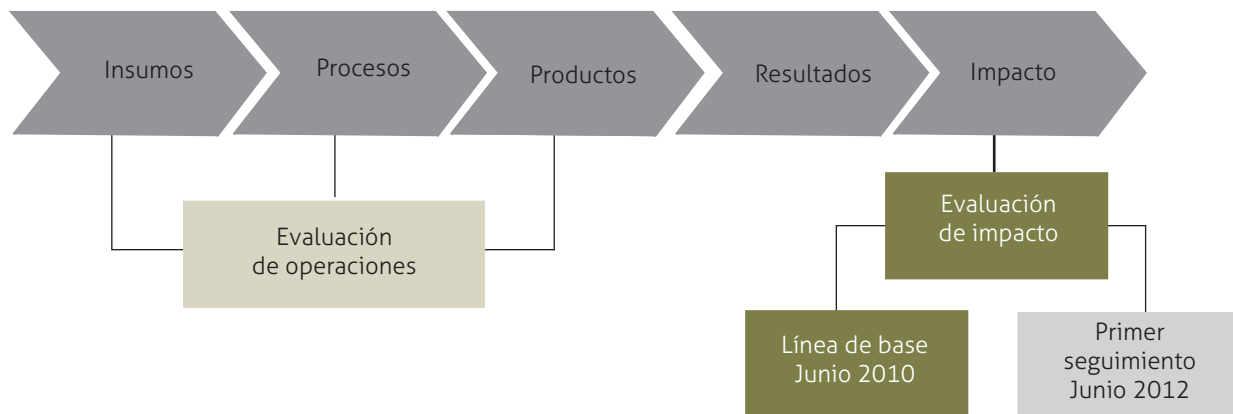 Insumos
Procesos
Productos
Resultados
Impacto
Evaluación
de operaciones
Evaluación
de impacto
Línea de base
Junio 2010
Primer
seguimiento
Junio 2012